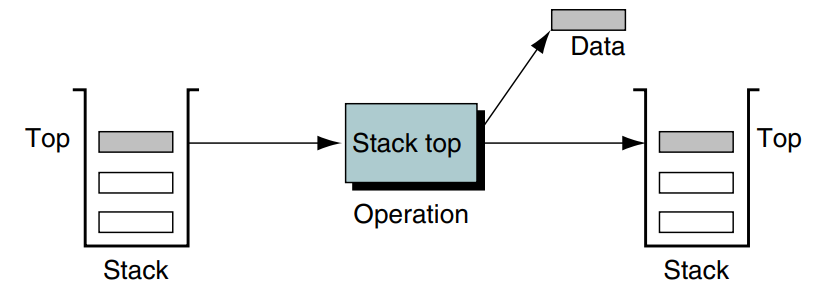 Data
Top
Stack top
Top
Operation
Stack
Stack